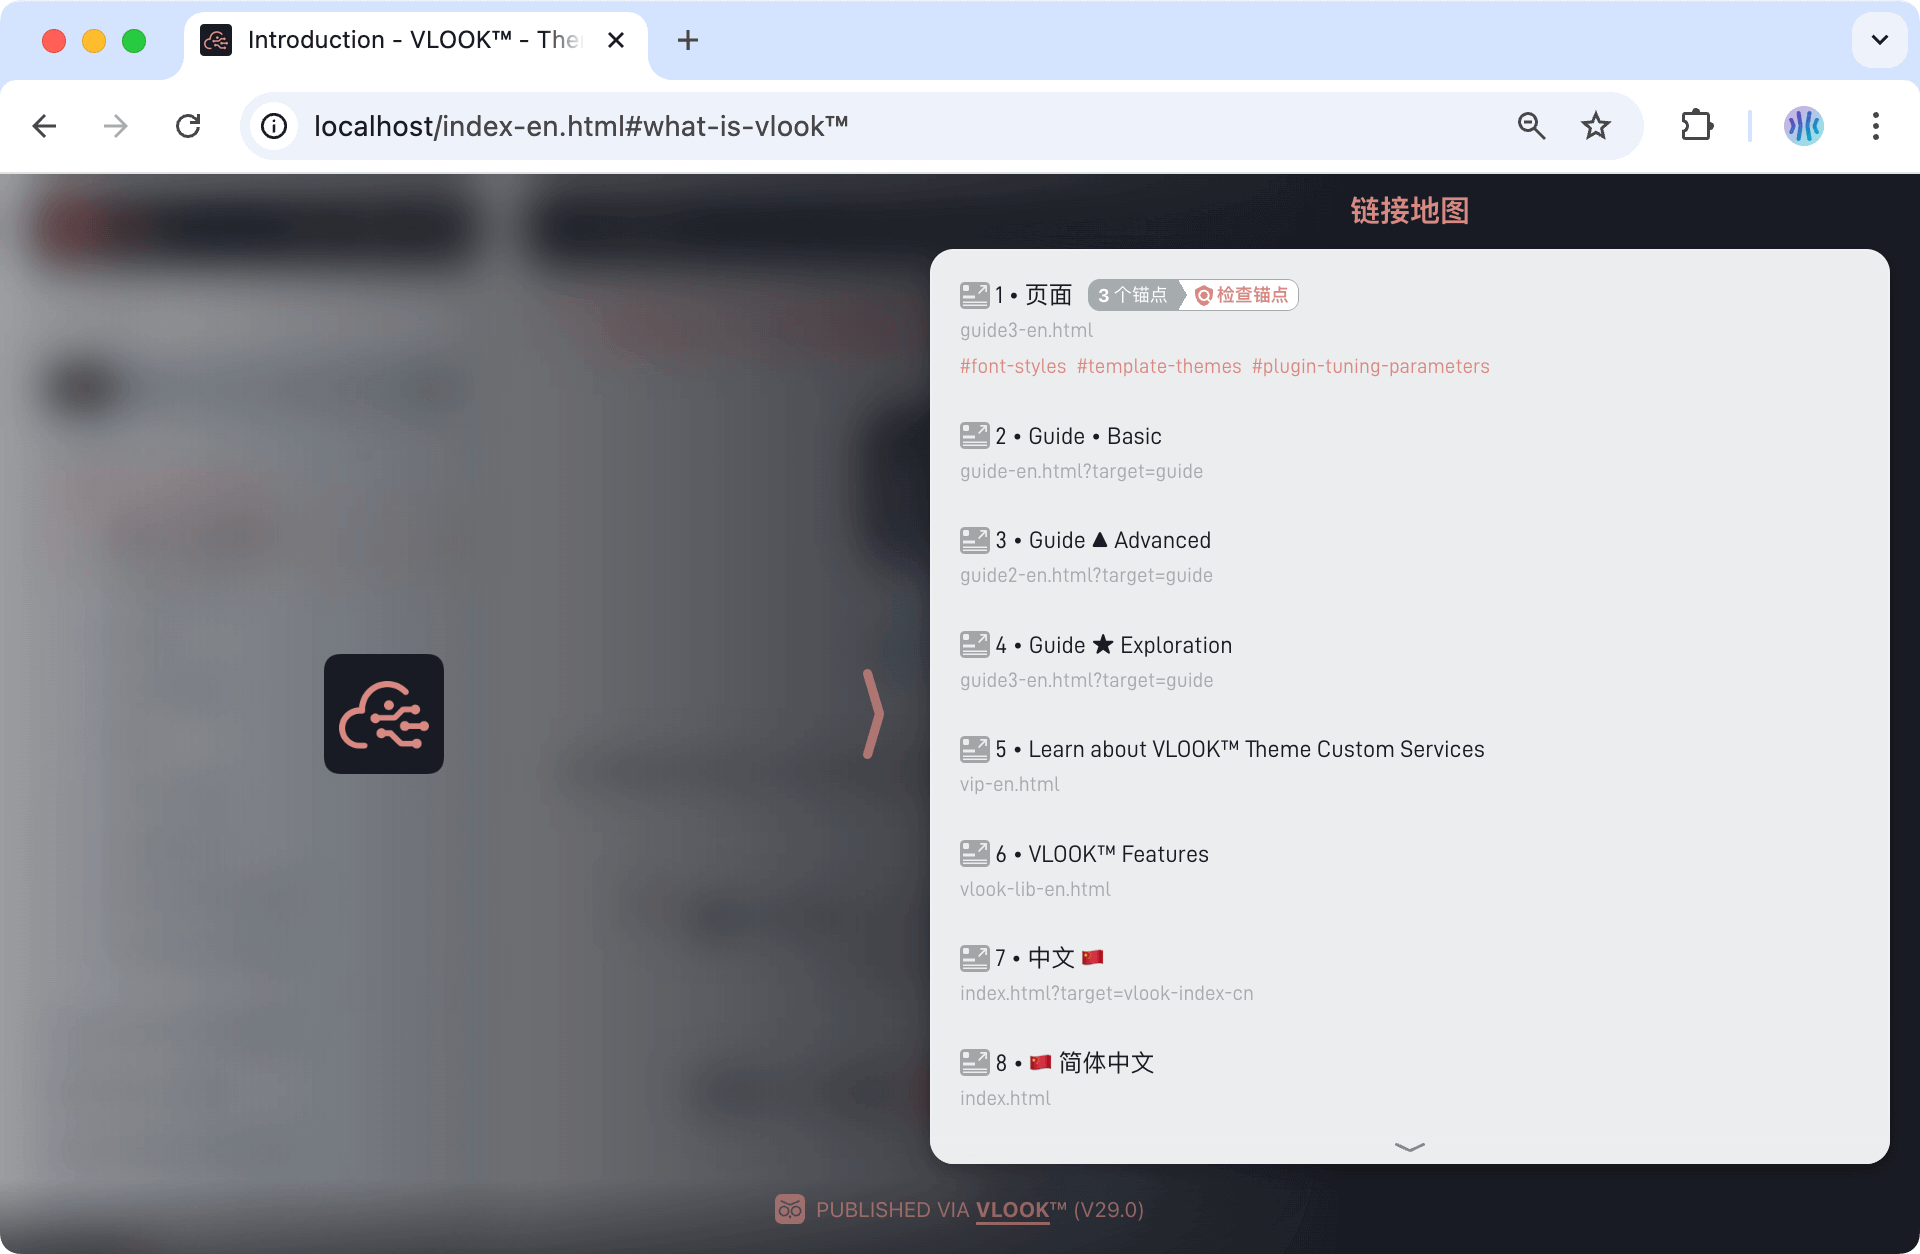 Introduction - VLOOK™ - The
localhost/index-en.html#what-is-vlook™
链接地图
1 • 页面 3 个锚点 检查锚点
guide3-en.html
#font-styles #template-themes #plugin-tuning-parameters
2 • Guide • Basic
guide-en.html?target=guide
3 • Guide ▲ Advanced
guide2-en.html?target=guide
4 • Guide ★ Exploration
guide3-en.html?target=guide
5 • Learn about VLOOK™ Theme Custom Services
vip-en.html
6 • VLOOK™ Features
vlook-lib-en.html
7 • 中文 🇨🇳
index.html?target=vlook-index-cn
8 • 🇨🇳 简体中文
index.html
PUBLISHED VIA VLOOK™ (V29.0)